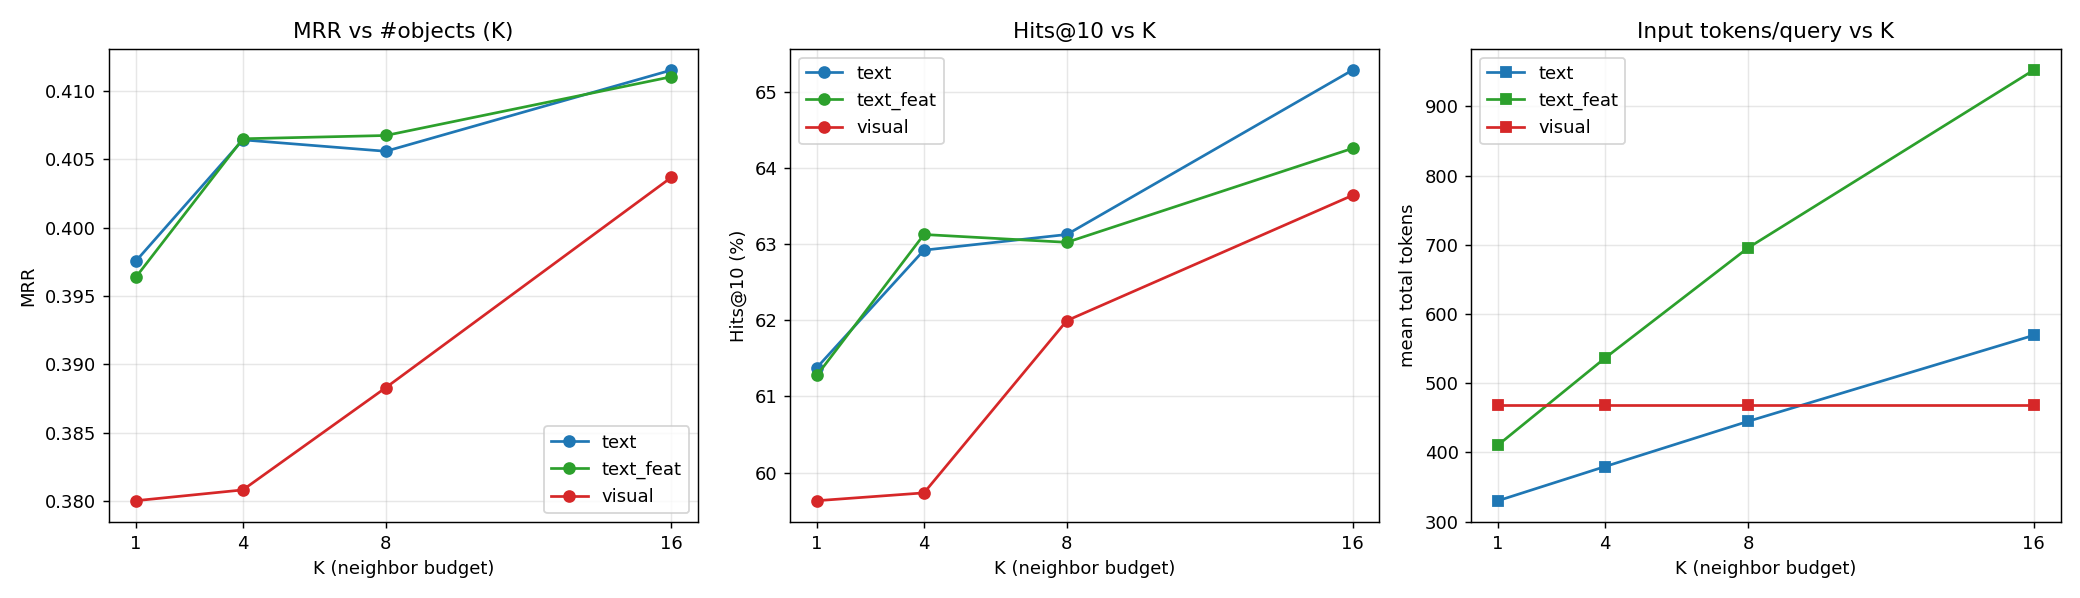 MRR vs #objects (K)
MRR
0.410
0.405
0.400
0.395
0.390
0.385
0.380
text
text_feat
visual
1 4 8 16
K (neighbor budget)
Hits@10 vs K
Hits@10 (%)
65
64
63
62
61
60
text
text_feat
visual
1 4 8 16
K (neighbor budget)
Input tokens/query vs K
mean total tokens
900
800
700
600
500
400
300
text
text_feat
visual
1 4 8 16
K (neighbor budget)